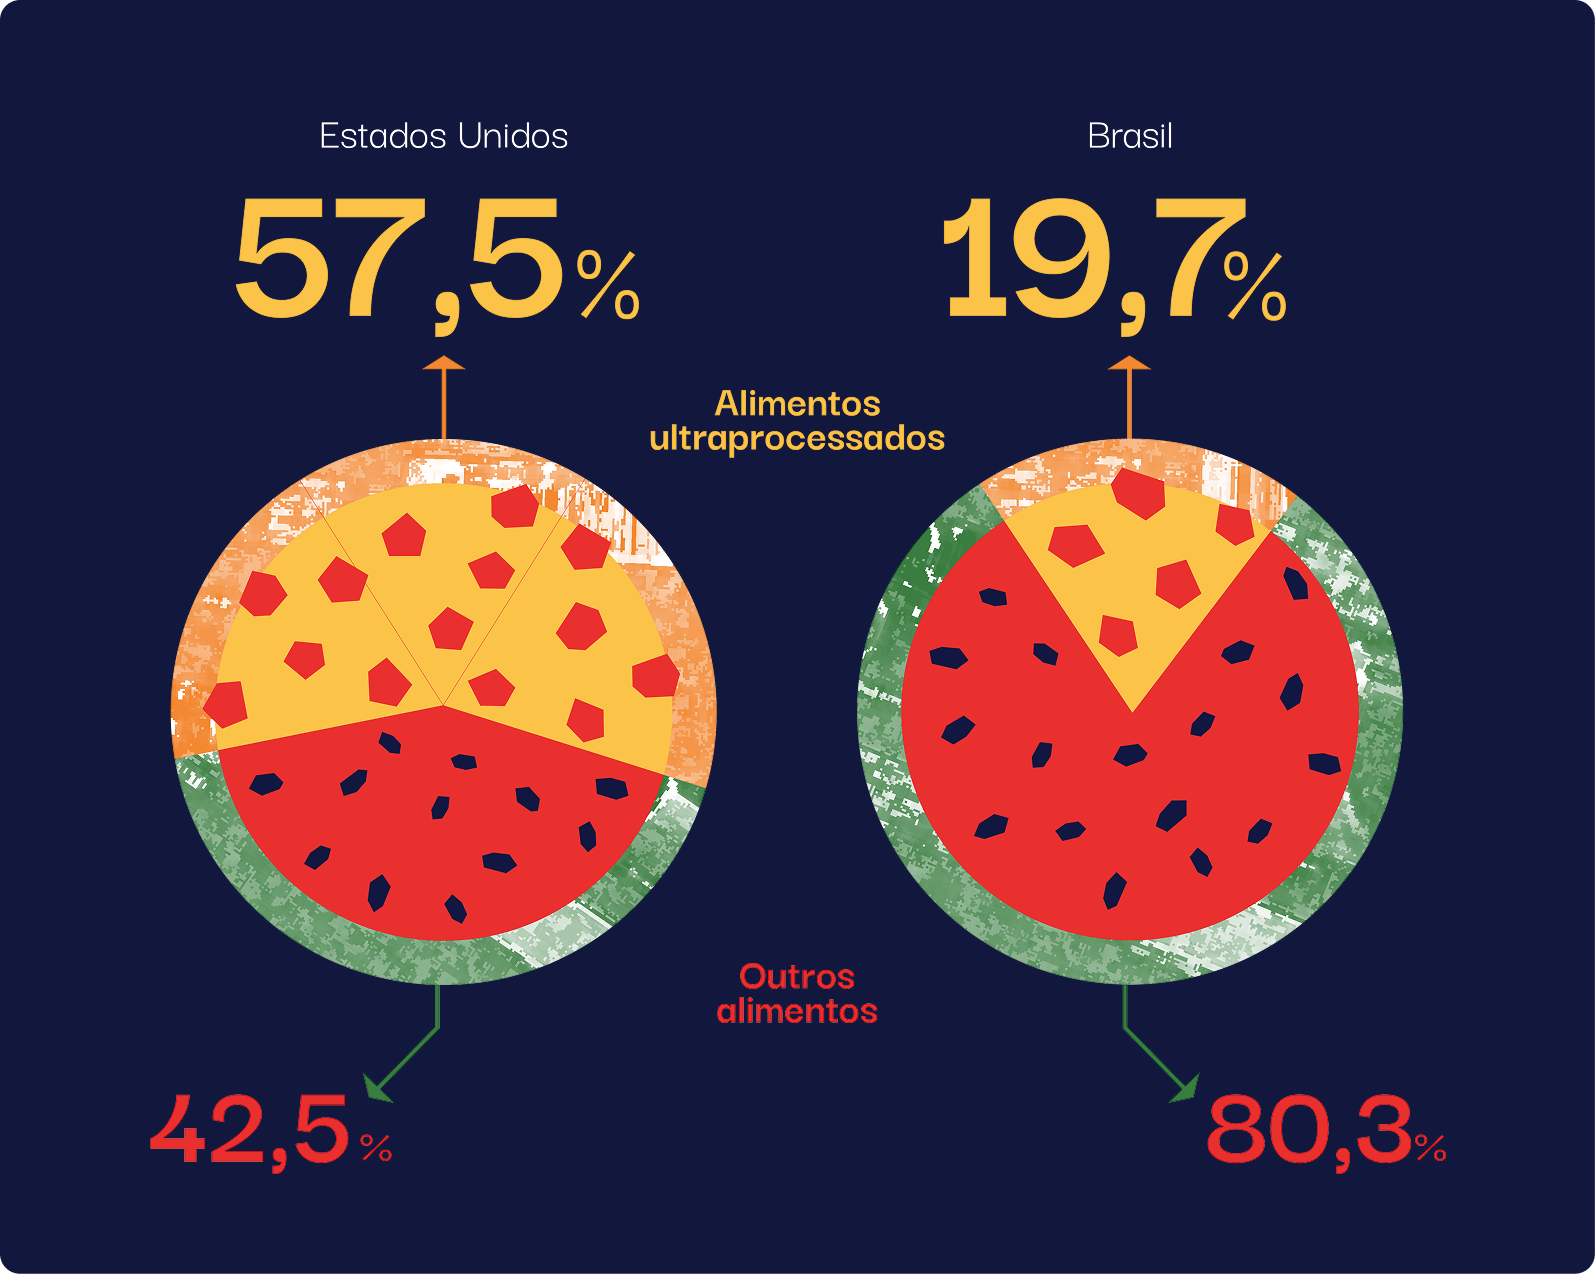 Estados Unidos
57,5%
Brasil
19,7%
Alimentos
ultraprocessados
Outros
alimentos
42,5%
80,3%